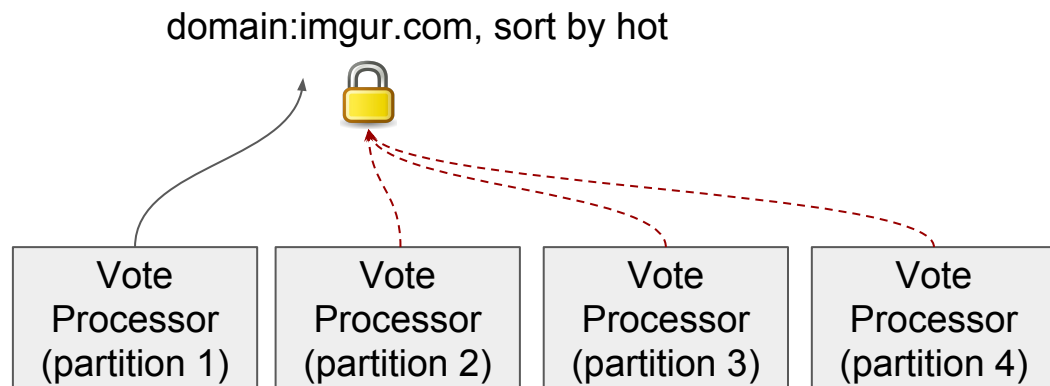 domain:imgur.com, sort by hot
Vote
Processor
(partition 1)
Vote
Processor
(partition 2)
Vote
Processor
(partition 3)
Vote
Processor
(partition 4)